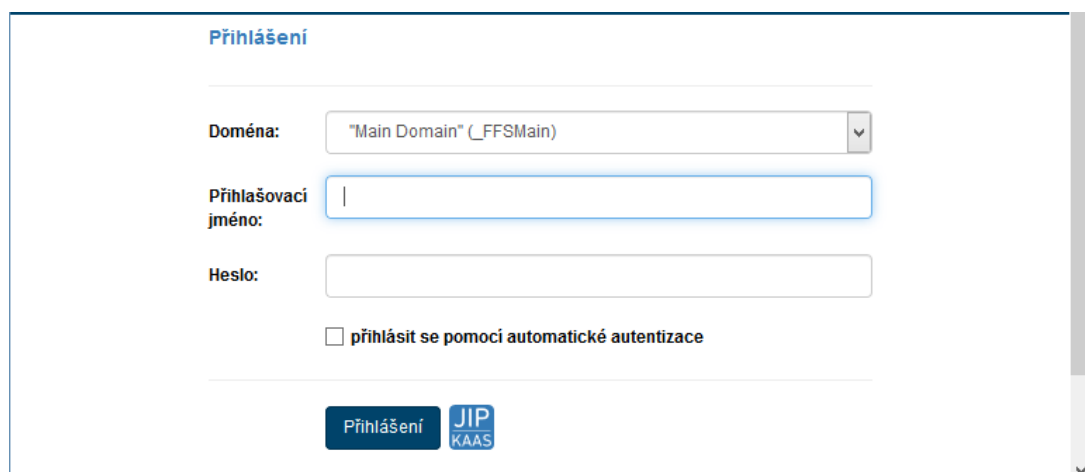 Přihlášení
Doména:
"Main Domain" (_FFSMain)
Přihlašovací
jméno:
Heslo:
přihlásit se pomocí automatické autentizace
Přihlášení
JIP
KAAS